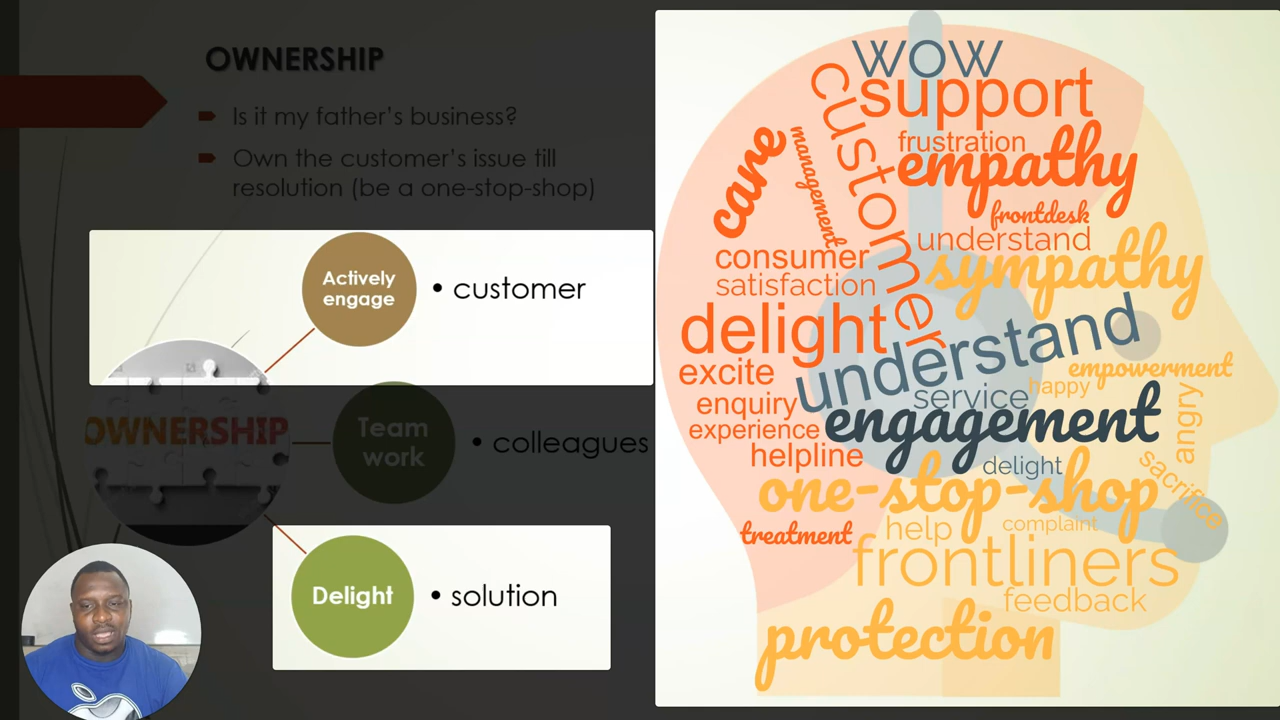 OWNERSHIP
Is it my father's business?
Own the customer's issue till
resolution (be a one-stop-shop)
Actively
engage
• customer
OWNERSHIP
Team
work
• colleagues
Delight
• solution
wow
support
customer
frustration
care
management
empathy
frontdesk
understand
consumer
sympathy
satisfaction
delight
understand
excite
empowerment
happy
service
enquiry
engagement
angry
experience
helpline
delight
sacrifice
one-stop-shop
treatment
help
complaint
frontliners
feedback
protection